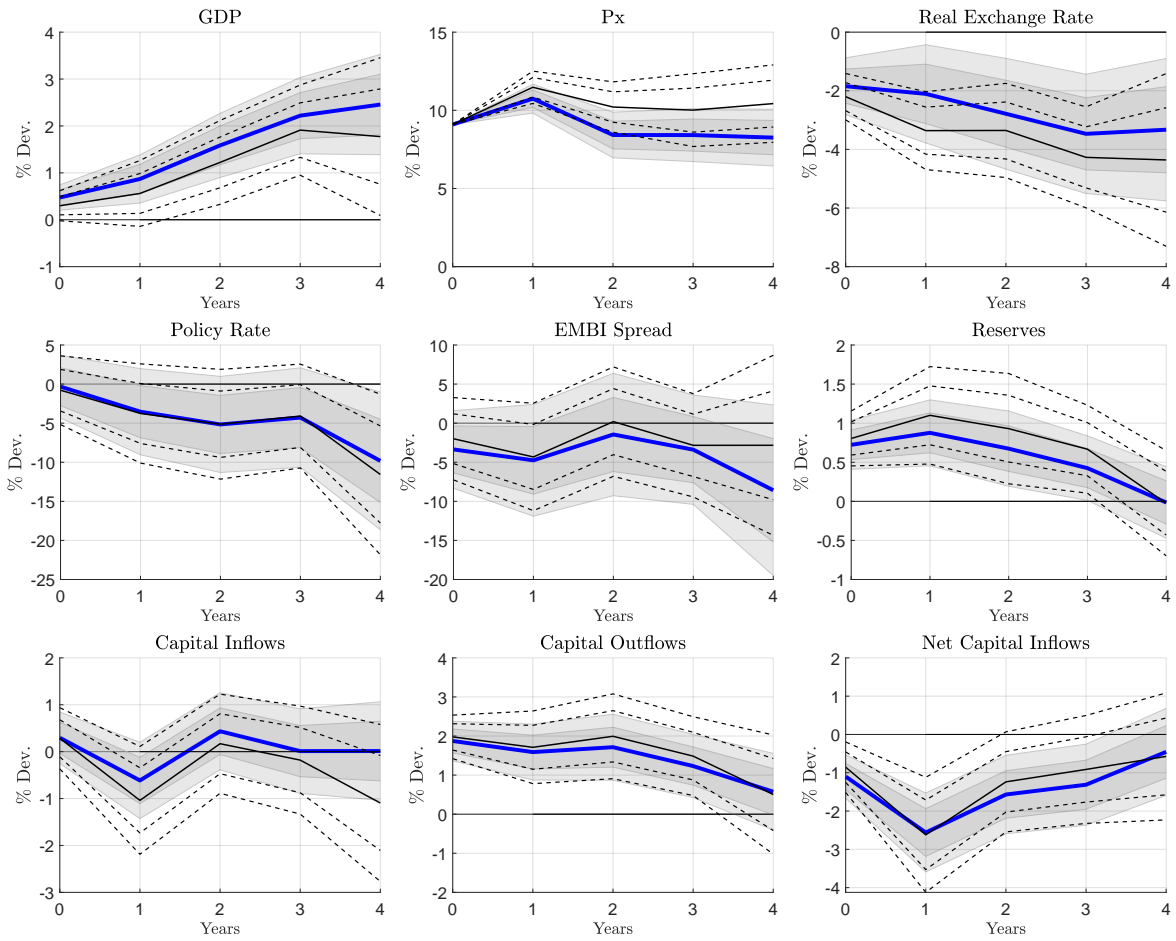 GDP
% Dev.
4
3
2
1
0
-1
0 1 2 3 4
Years
Px
% Dev.
15
10
5
0
0 1 2 3 4
Years
Real Exchange Rate
% Dev.
0
-2
-4
-6
-8
0 1 2 3 4
Years
Policy Rate
% Dev.
5
0
-5
-10
-15
-20
-25
0 1 2 3 4
Years
EMBI Spread
% Dev.
10
5
0
-5
-10
-15
-20
0 1 2 3 4
Years
Reserves
% Dev.
2
1.5
1
0.5
0
-0.5
-1
0 1 2 3 4
Years
Capital Inflows
% Dev.
2
1
0
-1
-2
-3
0 1 2 3 4
Years
Capital Outflows
% Dev.
4
3
2
1
0
-1
-2
0 1 2 3 4
Years
Net Capital Inflows
% Dev.
2
1
0
-1
-2
-3
-4
0 1 2 3 4
Years